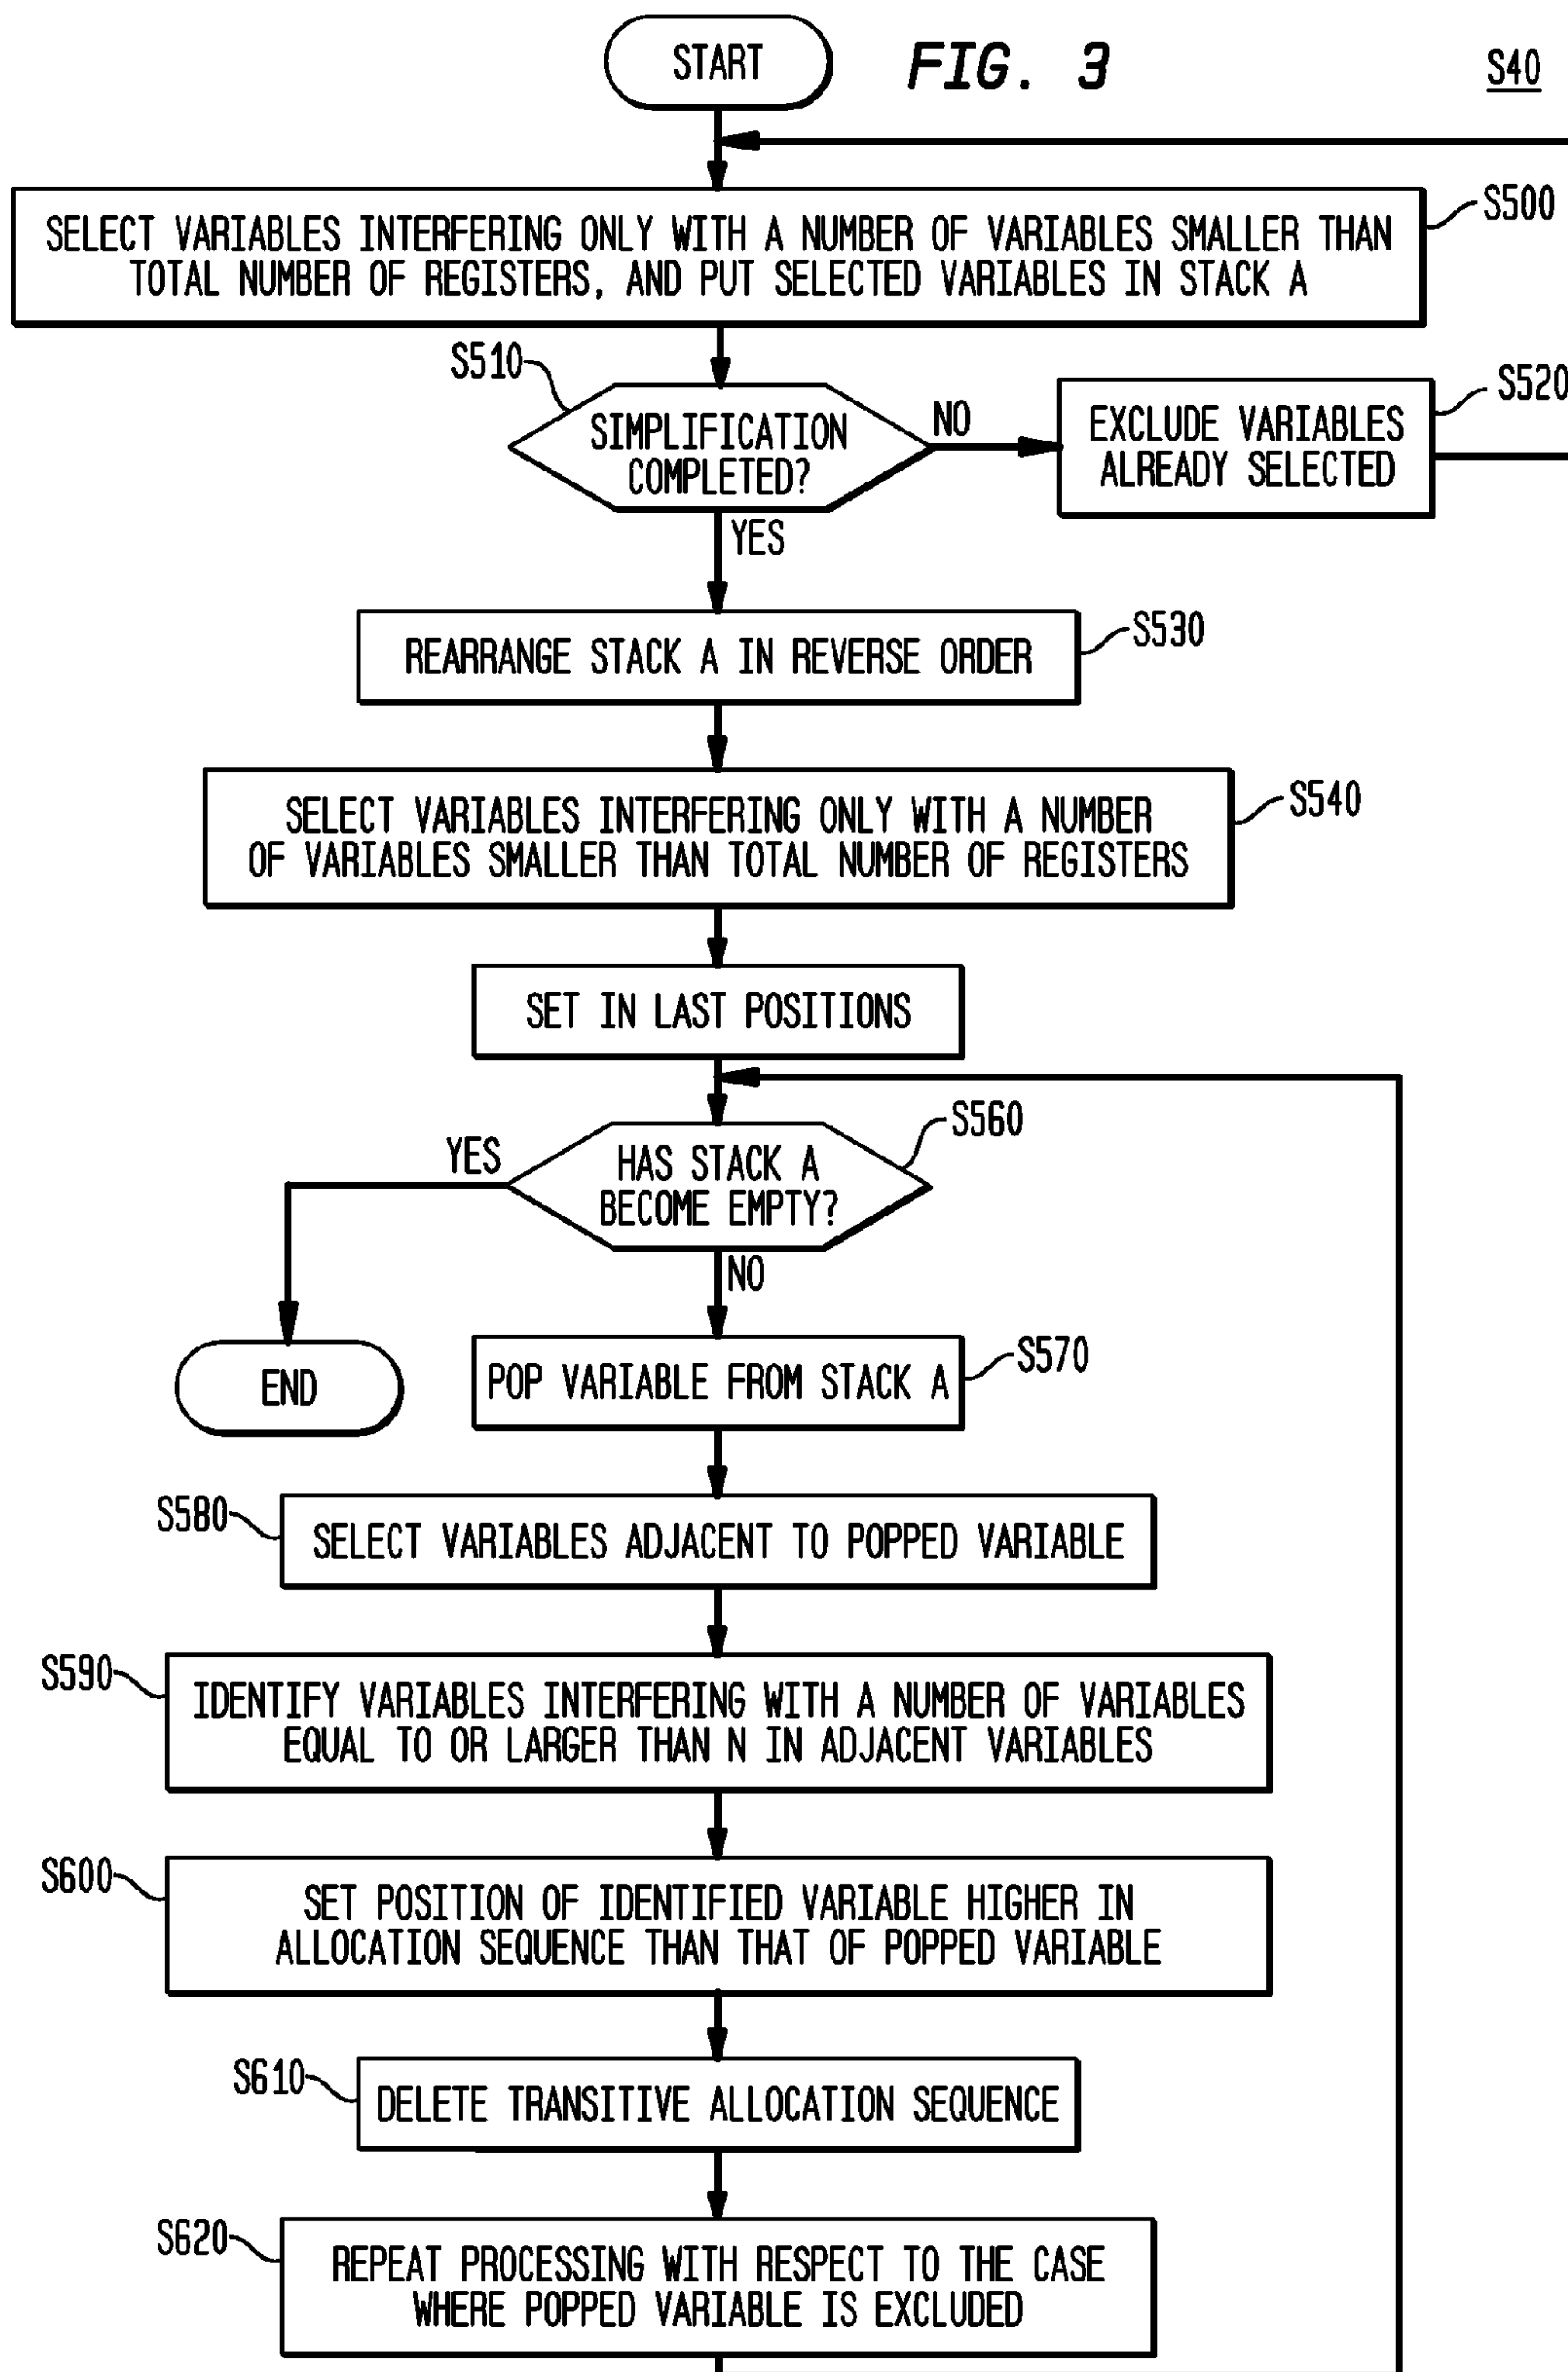 START
FIG. 3
S40
SELECT VARIABLES INTERFERING ONLY WITH A NUMBER OF VARIABLES SMALLER THAN
TOTAL NUMBER OF REGISTERS, AND PUT SELECTED VARIABLES IN STACK A
S500
S510
SIMPLIFICATION
COMPLETED?
NO
EXCLUDE VARIABLES
ALREADY SELECTED
S520
YES
REARRANGE STACK A IN REVERSE ORDER
S530
SELECT VARIABLES INTERFERING ONLY WITH A NUMBER
OF VARIABLES SMALLER THAN TOTAL NUMBER OF REGISTERS
S540
SET IN LAST POSITIONS
S560
YES
HAS STACK A
BECOME EMPTY?
NO
END
POP VARIABLE FROM STACK A
S570
S580
SELECT VARIABLES ADJACENT TO POPPED VARIABLE
S590
IDENTIFY VARIABLES INTERFERING WITH A NUMBER OF VARIABLES
EQUAL TO OR LARGER THAN N IN ADJACENT VARIABLES
S600
SET POSITION OF IDENTIFIED VARIABLE HIGHER IN
ALLOCATION SEQUENCE THAN THAT OF POPPED VARIABLE
S610
DELETE TRANSITIVE ALLOCATION SEQUENCE
S620
REPEAT PROCESSING WITH RESPECT TO THE CASE
WHERE POPPED VARIABLE IS EXCLUDED